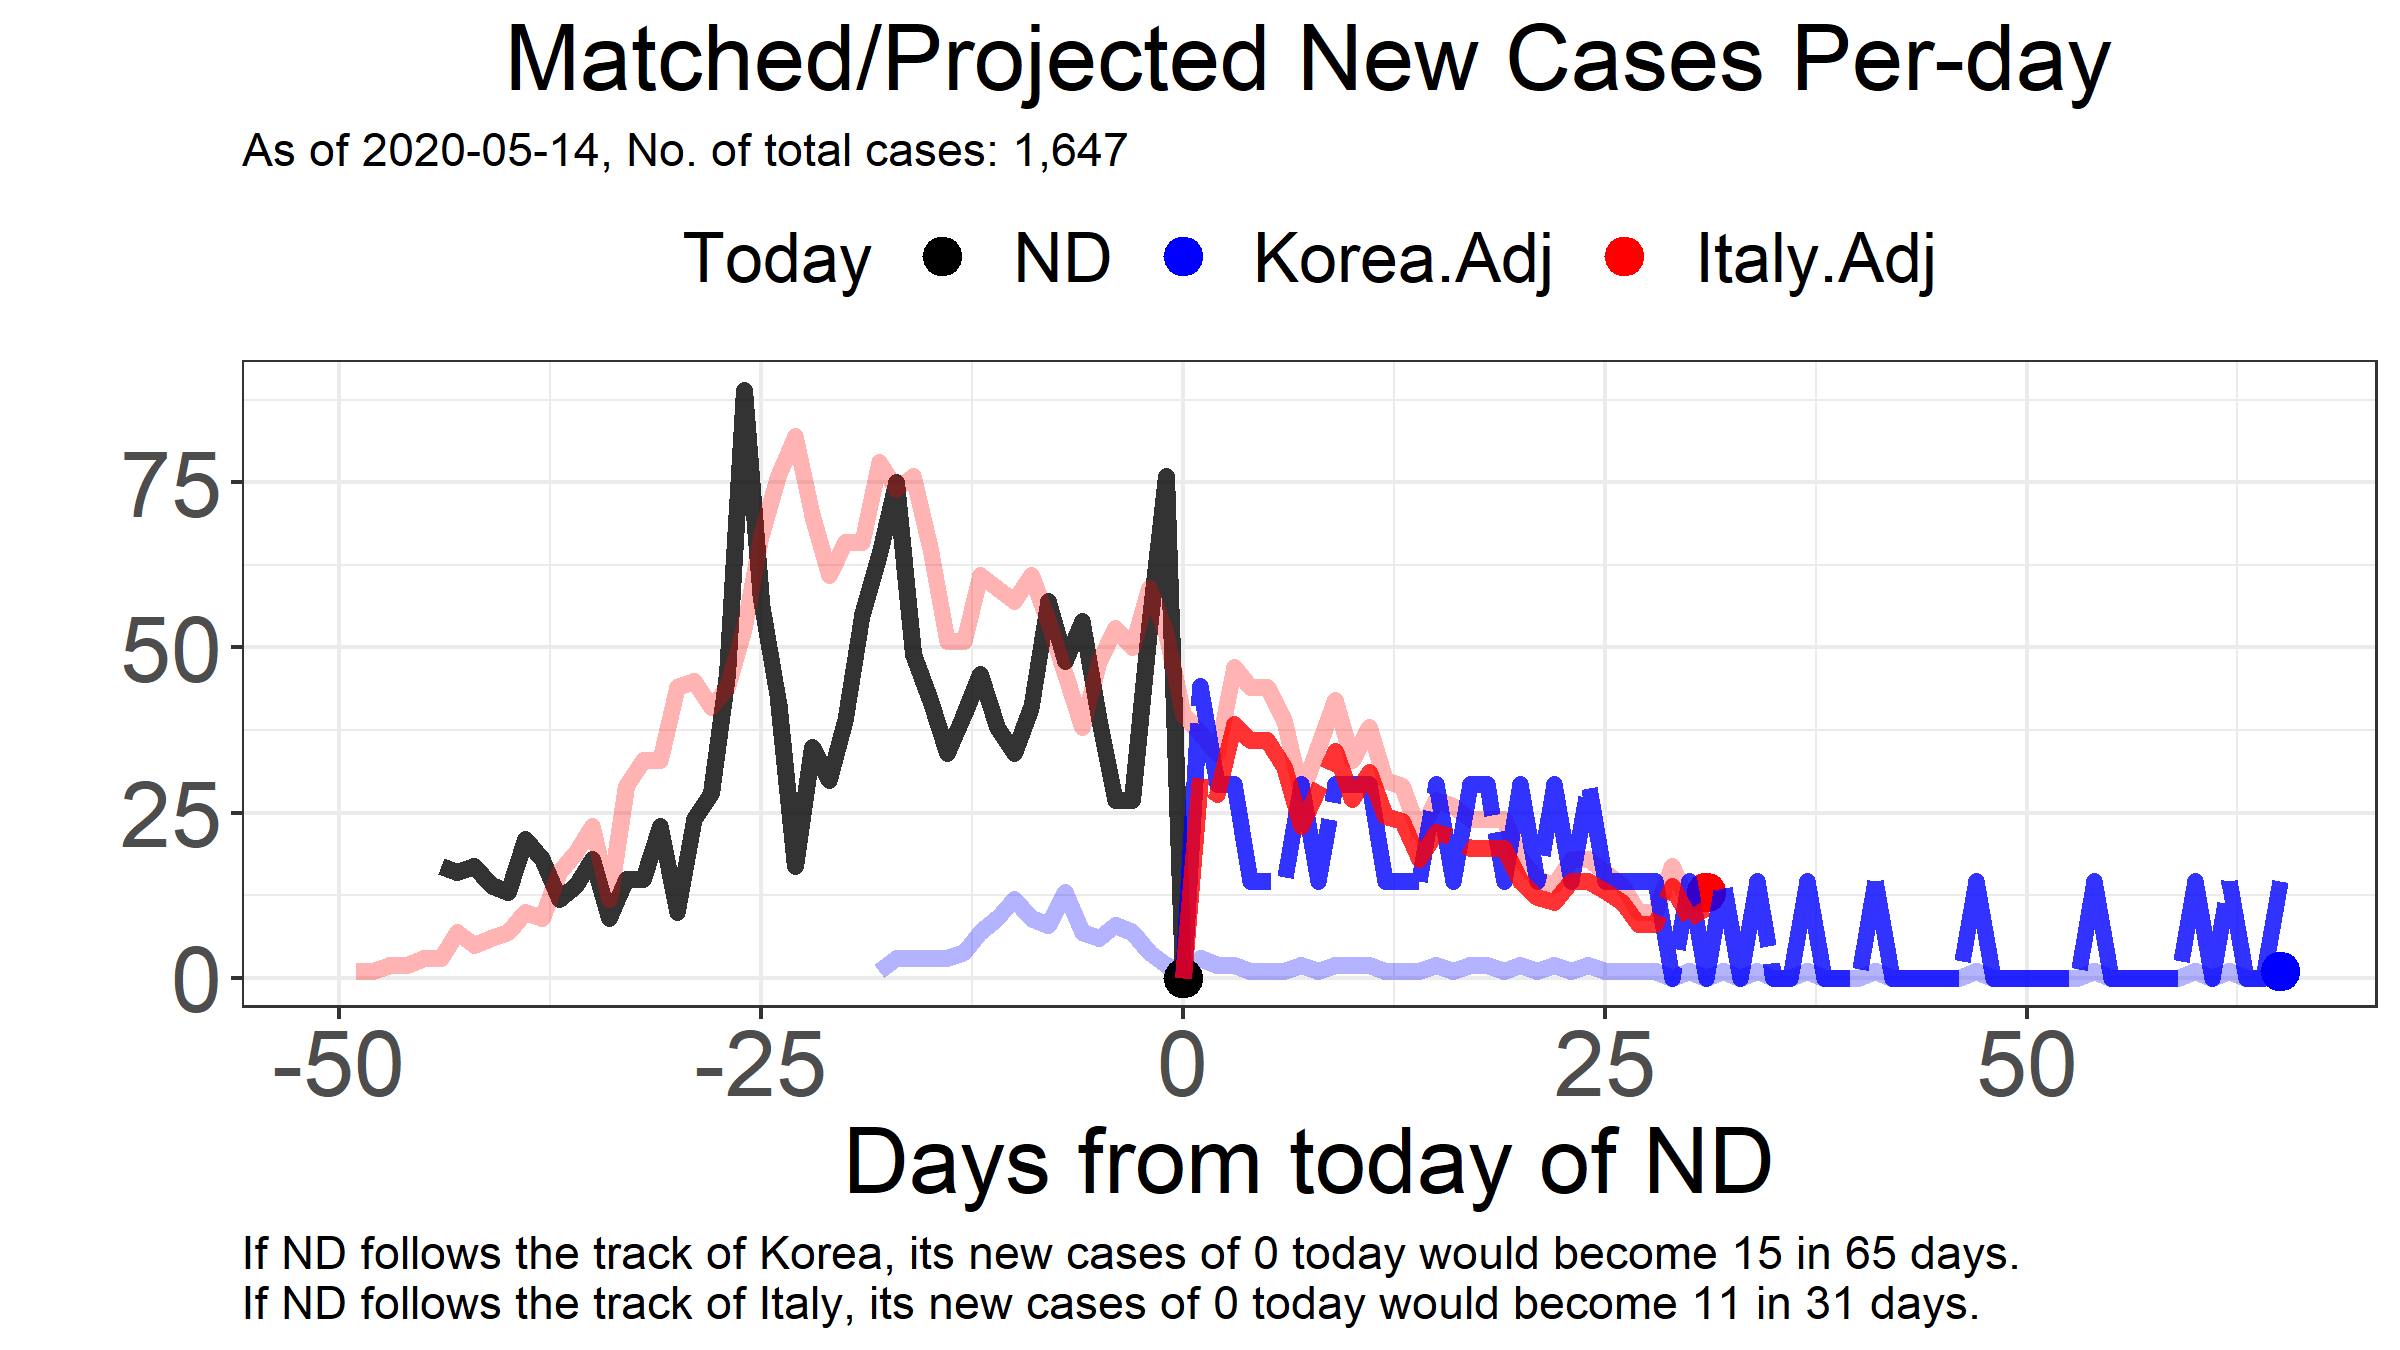 Matched/Projected New Cases Per-day
As of 2020-05-14, No. of total cases: 1,647
Today ND Korea.Adj Italy.Adj
75
50
25
0
-50 -25 0 25 50
Days from today of ND
If ND follows the track of Korea, its new cases of 0 today would become 15 in 65 days.
If ND follows the track of Italy, its new cases of 0 today would become 11 in 31 days.